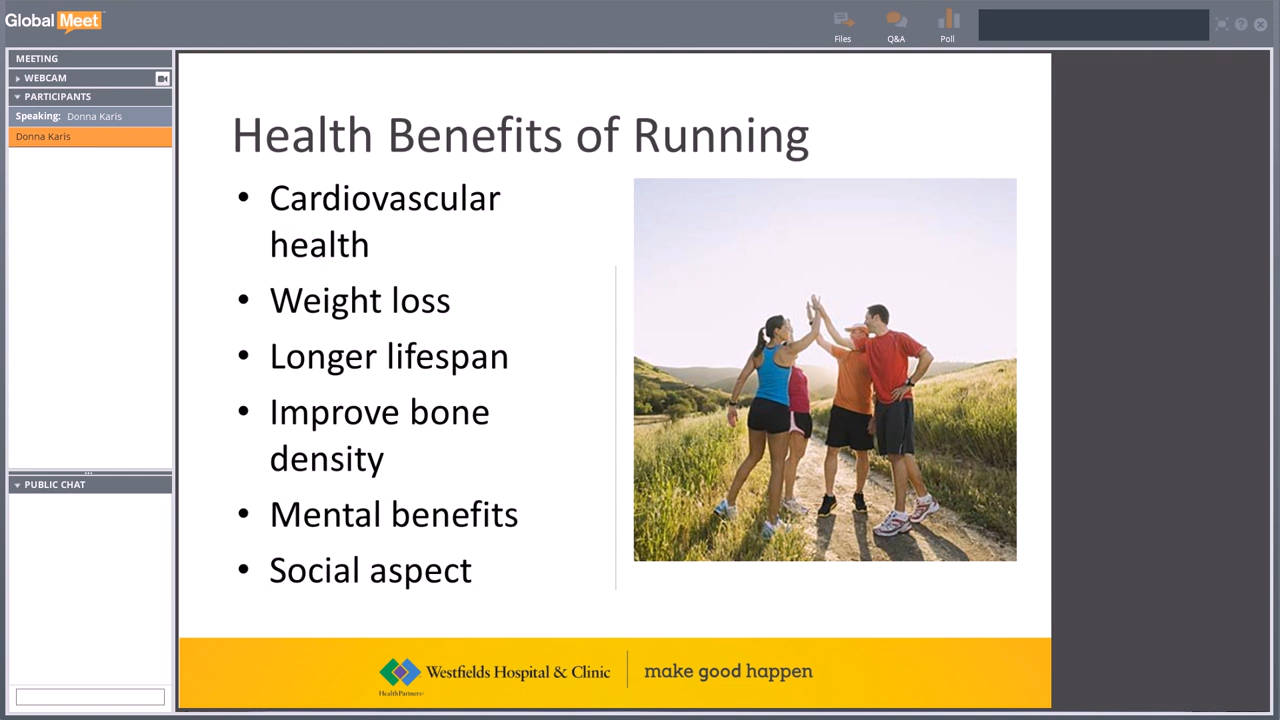 Global Meet
Files
Q&A
Poll
MEETING
WEBCAM
PARTICIPANTS
Speaking: Donna Karis
Donna Karis
PUBLIC CHAT
Health Benefits of Running
• Cardiovascular
health
• Weight loss
• Longer lifespan
• Improve bone
density
• Mental benefits
• Social aspect
Westfields Hospital & Clinic
HealthPartners
make good happen